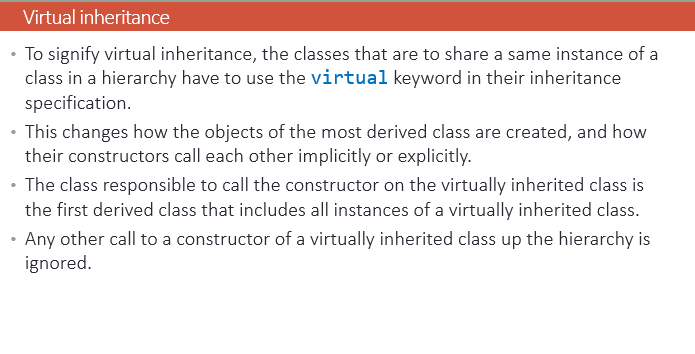 Virtual inheritance
• To signify virtual inheritance, the classes that are to share a same instance of a
class in a hierarchy have to use the virtual keyword in their inheritance
specification.
• This changes how the objects of the most derived class are created, and how
their constructors call each other implicitly or explicitly.
• The class responsible to call the constructor on the virtually inherited class is
the first derived class that includes all instances of a virtually inherited class.
• Any other call to a constructor of a virtually inherited class up the hierarchy is
ignored.